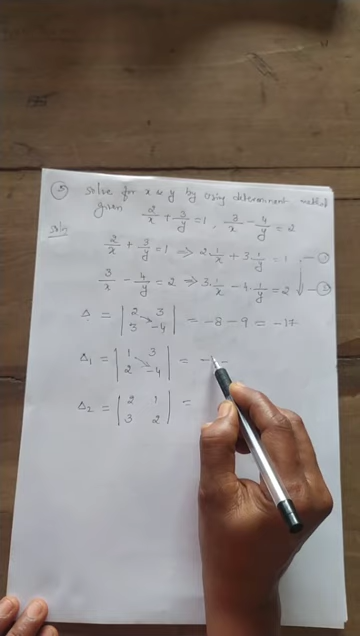 ⑤ Solve for x & y by using determinant method
given 2/x + 3/y = 1, 3/x - 4/y = 2
Soln
2/x + 3/y = 1 ⇒ 2·1/x + 3·1/y = 1 — ①
3/x - 4/y = 2 ⇒ 3·1/x - 4·1/y = 2 — ②
Δ = | 2 3 | = -8 - 9 = -17
| 3 -4 |
Δ1 = | 1 3 | = -
| 2 -4 |
Δ2 = | 2 1 | =
| 3 2 |